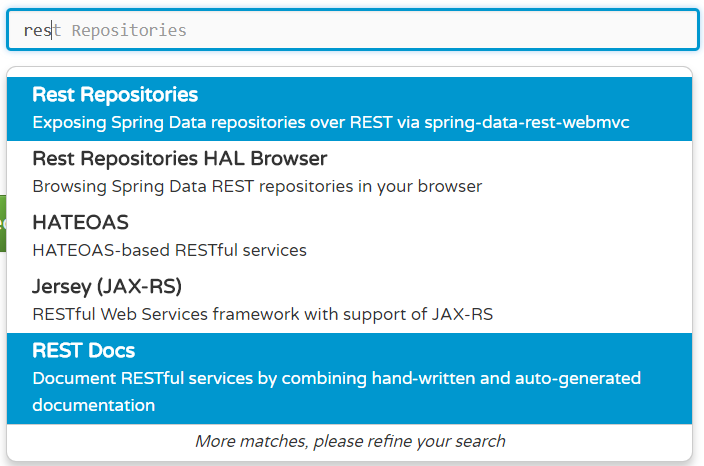 rest Repositories
Rest Repositories
Exposing Spring Data repositories over REST via spring-data-rest-webmvc
Rest Repositories HAL Browser
Browsing Spring Data REST repositories in your browser
HATEOAS
HATEOAS-based RESTful services
Jersey (JAX-RS)
RESTful Web Services framework with support of JAX-RS
REST Docs
Document RESTful services by combining hand-written and auto-generated
documentation
More matches, please refine your search